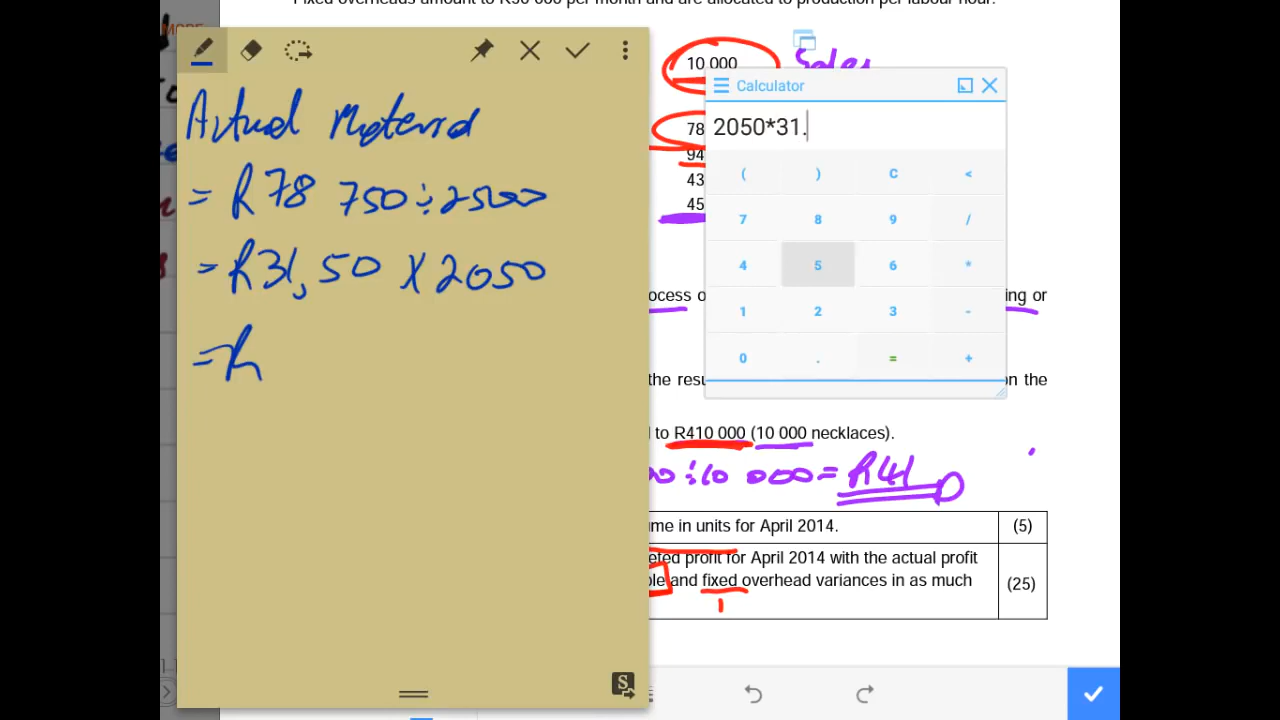 Fixed overheads amount to R50 000 per month and are allocated to production per labour hour.
Actual Material
= R78 750 ÷ 2500
= R31,50 X 2050
= R
10 000 Sales
78
94
43
45
Calculator
2050*31.
( ) C <
7 8 9 /
4 5 6 *
1 2 3 -
0 . = +
ocess o
ing or
the resu
on the
to R410 000 (10 000 necklaces).
00 ÷ 10 000 = R41
ume in units for April 2014. (5)
eted profit for April 2014 with the actual profit
ble and fixed overhead variances in as much (25)
S